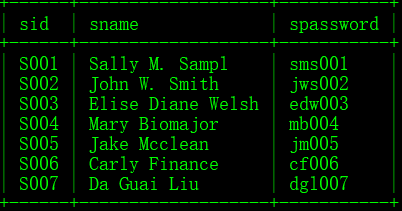 sid sname spassword
S001 Sally M. Sampl sms001
S002 John W. Smith jws002
S003 Elise Diane Welsh edw003
S004 Mary Biomajor mb004
S005 Jake Mcclean jm005
S006 Carly Finance cf006
S007 Da Guai Liu dgl007